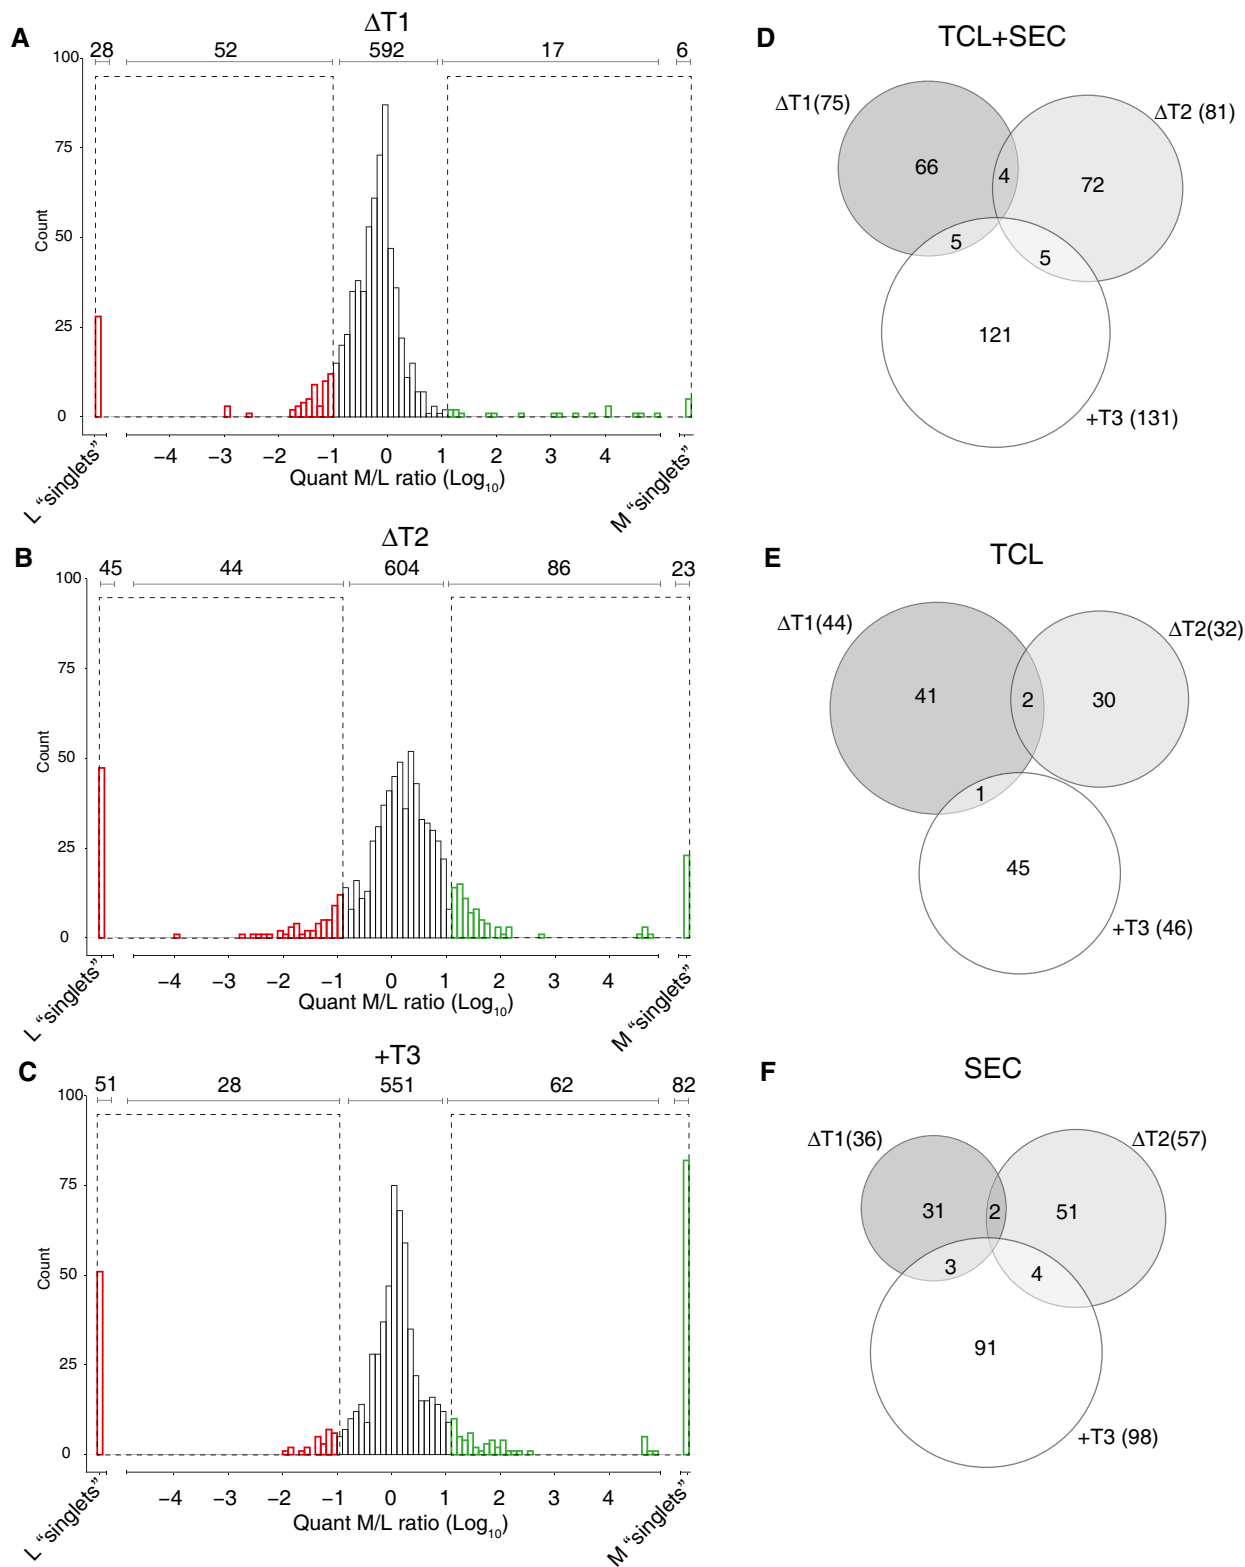 A
ΔT1
28 52 592 17 6
100
75
50
25
0
Count
−4 −3 −2 −1 0 1 2 3 4
L “singlets”
Quant M/L ratio (Log10)
M “singlets”
B
ΔT2
45 44 604 86 23
100
75
50
25
0
Count
−4 −3 −2 −1 0 1 2 3 4
L “singlets”
Quant M/L ratio (Log10)
M “singlets”
C
+T3
51 28 551 62 82
100
75
50
25
0
Count
−4 −3 −2 −1 0 1 2 3 4
L “singlets”
Quant M/L ratio (Log10)
M “singlets”
D
TCL+SEC
ΔT1(75)
ΔT2 (81)
66 4 72
5 5
121
+T3 (131)
E
TCL
ΔT1(44)
ΔT2(32)
41 2 30
1
45
+T3 (46)
F
SEC
ΔT1(36)
ΔT2(57)
31 2 51
3 4
91
+T3 (98)